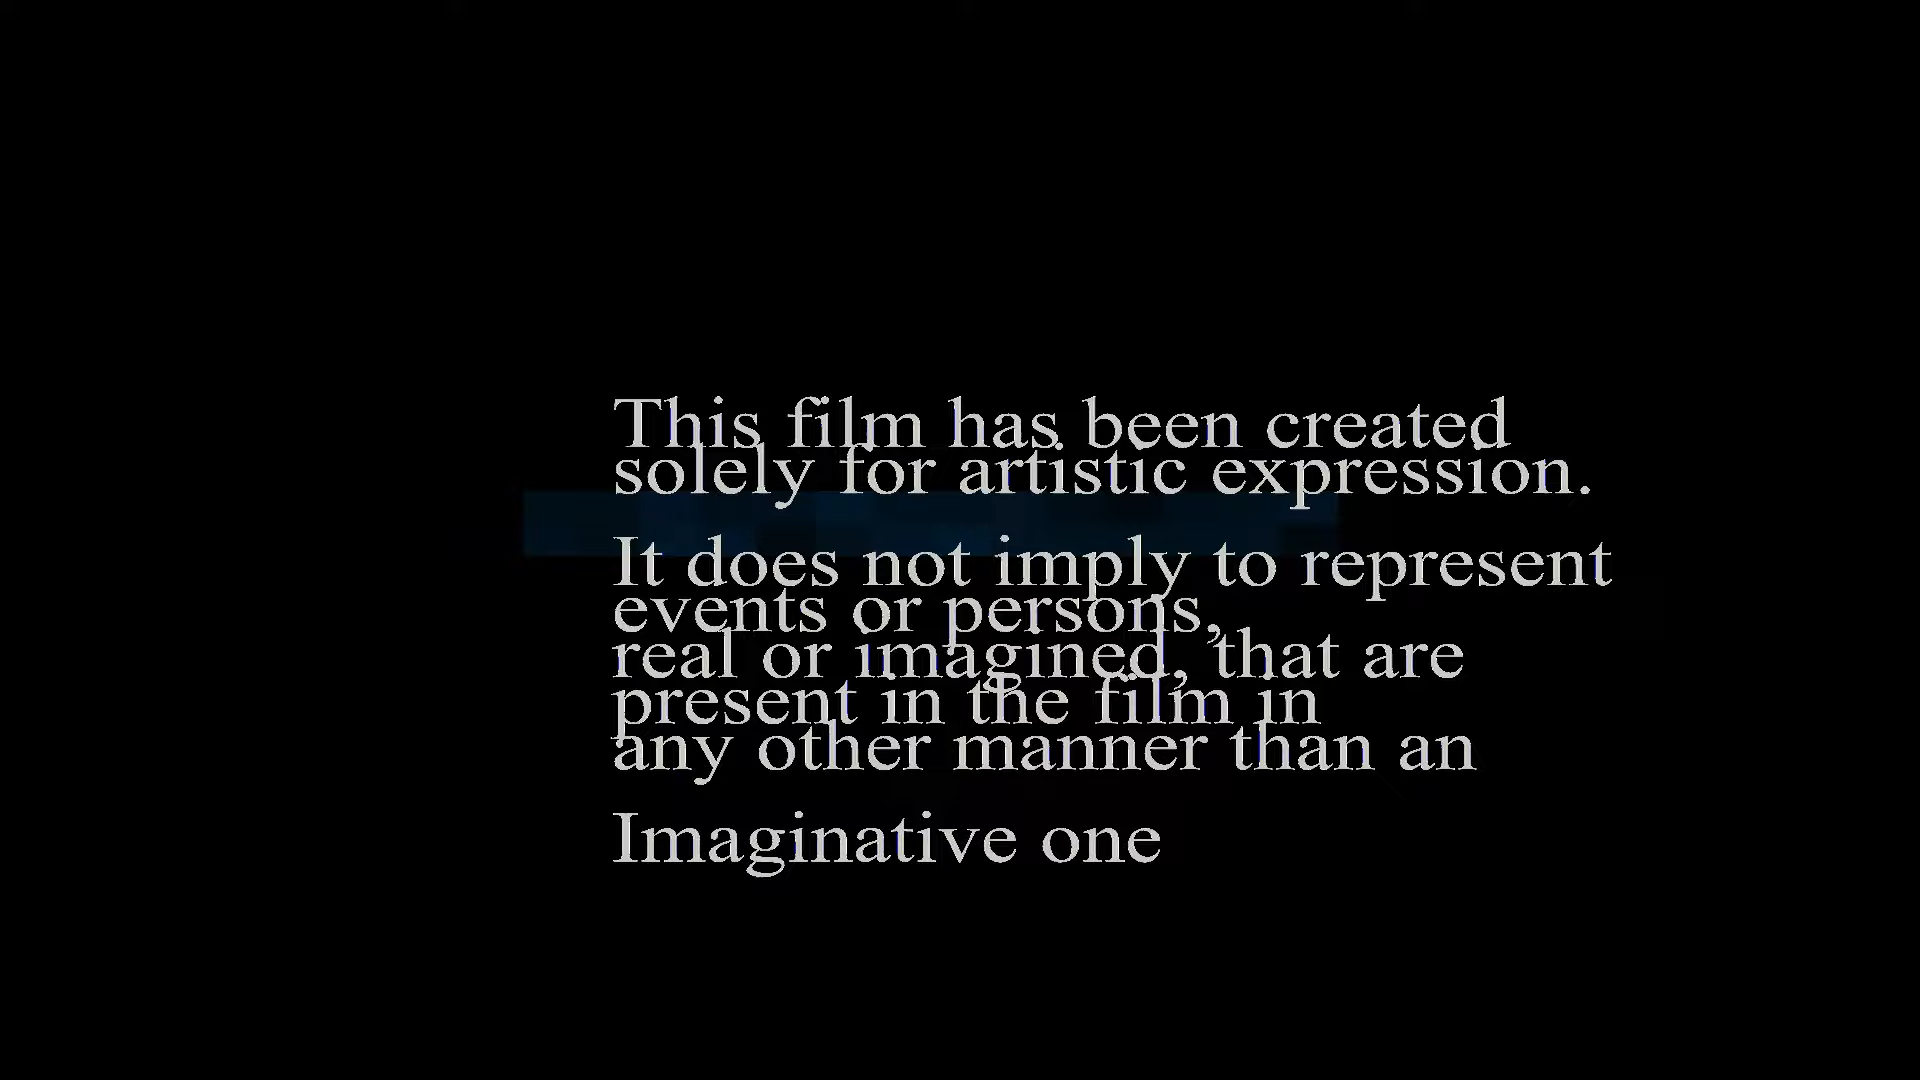 This film has been created
solely for artistic expression.
It does not imply to represent
events or persons,
real or imagined, that are
present in the film in
any other manner than an
Imaginative one